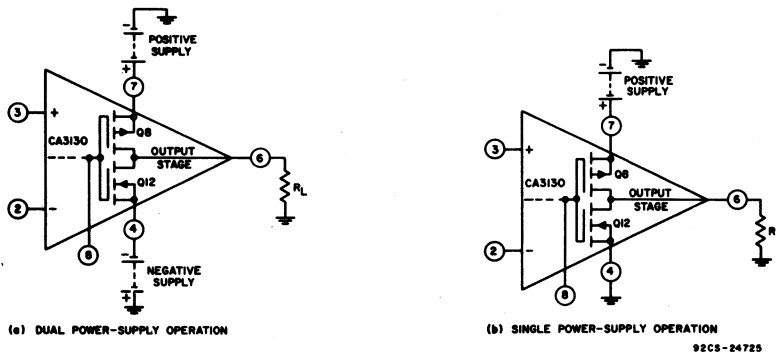 -
POSITIVE
SUPPLY
+
7
3
+
Q8
CA3130
OUTPUT
STAGE
6
RL
Q12
2
-
4
8
-
NEGATIVE
SUPPLY
+
(a) DUAL POWER-SUPPLY OPERATION
-
POSITIVE
SUPPLY
+
7
3
+
Q8
CA3130
OUTPUT
STAGE
6
R
Q12
2
-
4
8
(b) SINGLE POWER-SUPPLY OPERATION
92CS-24725